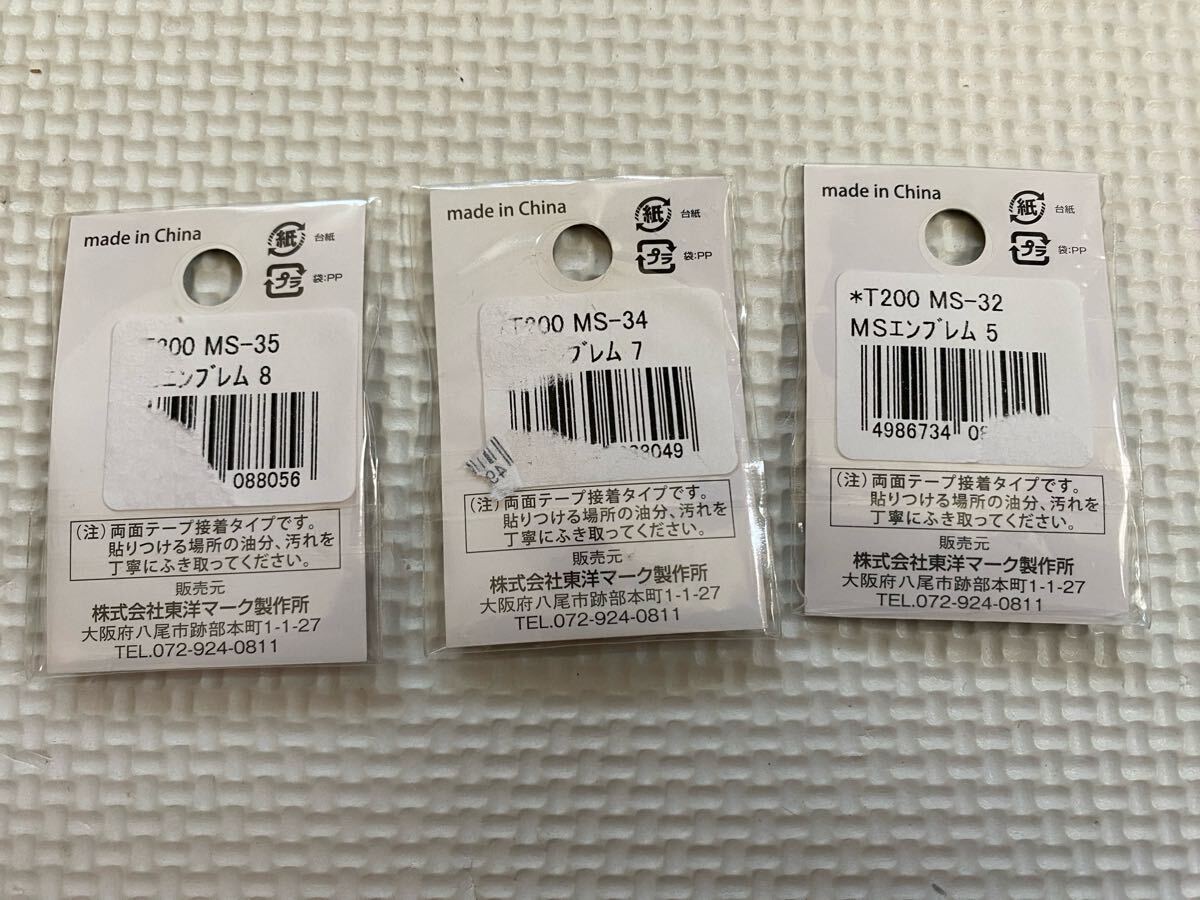 made in China
紙 台紙
プラ 袋:PP
T200 MS-35
エンブレム 8
088056
(注) 両面テープ接着タイプです。
貼りつける場所の油分、汚れを
丁寧にふき取ってください。
販売元
株式会社東洋マーク製作所
大阪府八尾市跡部本町1-1-27
TEL.072-924-0811
made in China
紙 台紙
プラ 袋:PP
T200 MS-34
ブレム 7
88049
49
(注) 両面テープ接着タイプです。
貼りつける場所の油分、汚れを
丁寧にふき取ってください。
販売元
株式会社東洋マーク製作所
大阪府八尾市跡部本町1-1-27
TEL.072-924-0811
made in China
紙 台紙
プラ 袋:PP
*T200 MS-32
MSエンブレム 5
4986734 0
(注) 両面テープ接着タイプです。
貼りつける場所の油分、汚れを
丁寧にふき取ってください。
販売元
株式会社東洋マーク製作所
大阪府八尾市跡部本町1-1-27
TEL.072-924-0811